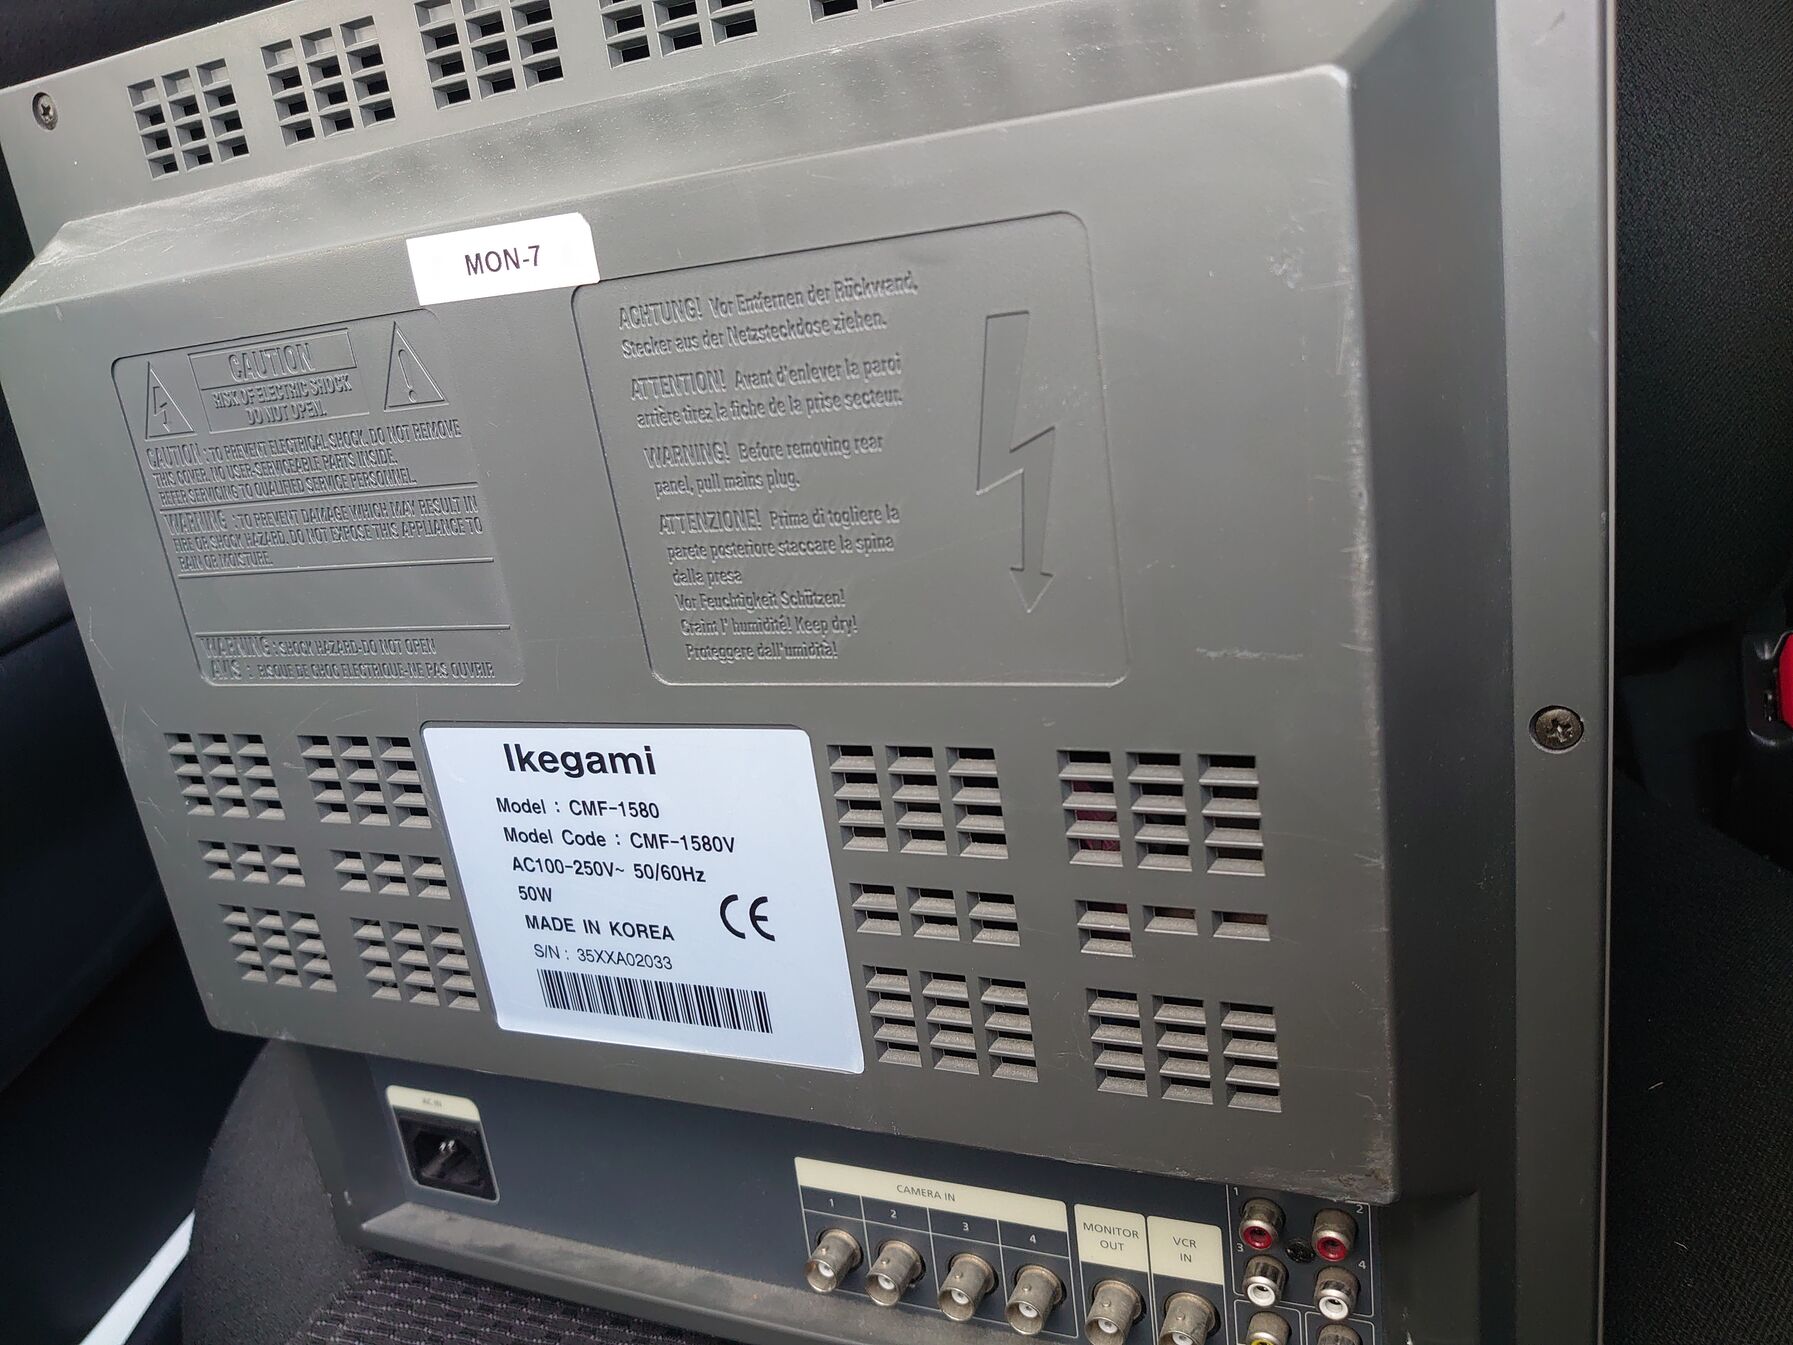 MON-7
CAUTION
RISK OF ELECTRIC SHOCK
DO NOT OPEN.
CAUTION : TO PREVENT ELECTRICAL SHOCK, DO NOT REMOVE
THIS COVER. NO USER-SERVICEABLE PARTS INSIDE.
REFER SERVICING TO QUALIFIED SERVICE PERSONNEL.
WARNING : TO PREVENT DAMAGE WHICH MAY RESULT IN
FIRE OR SHOCK HAZARD. DO NOT EXPOSE THIS APPLIANCE TO
RAIN OR MOISTURE.
WARNING : SHOCK HAZARD-DO NOT OPEN
AVIS : RISQUE DE CHOC ELECTRIQUE-NE PAS OUVRIR
ACHTUNG! Vor Entfernen der Rückwand,
Stecker aus der Netzsteckdose ziehen.
ATTENTION! Avant d'enlever la paroi
arrière tirez la fiche de la prise secteur.
WARNING! Before removing rear
panel, pull mains plug.
ATTENZIONE! Prima di togliere la
parete posteriore staccare la spina
dalla presa
Vor Feuchtigkeit Schützen!
Craint l' humidité! Keep dry!
Proteggere dall'umidità!
Ikegami
Model : CMF-1580
Model Code : CMF-1580V
AC100-250V~ 50/60Hz
50W
MADE IN KOREA
CE
S/N : 35XXA02033
AC IN
CAMERA IN
1 2 3 4
MONITOR
OUT
VCR
IN
1 2
3 4